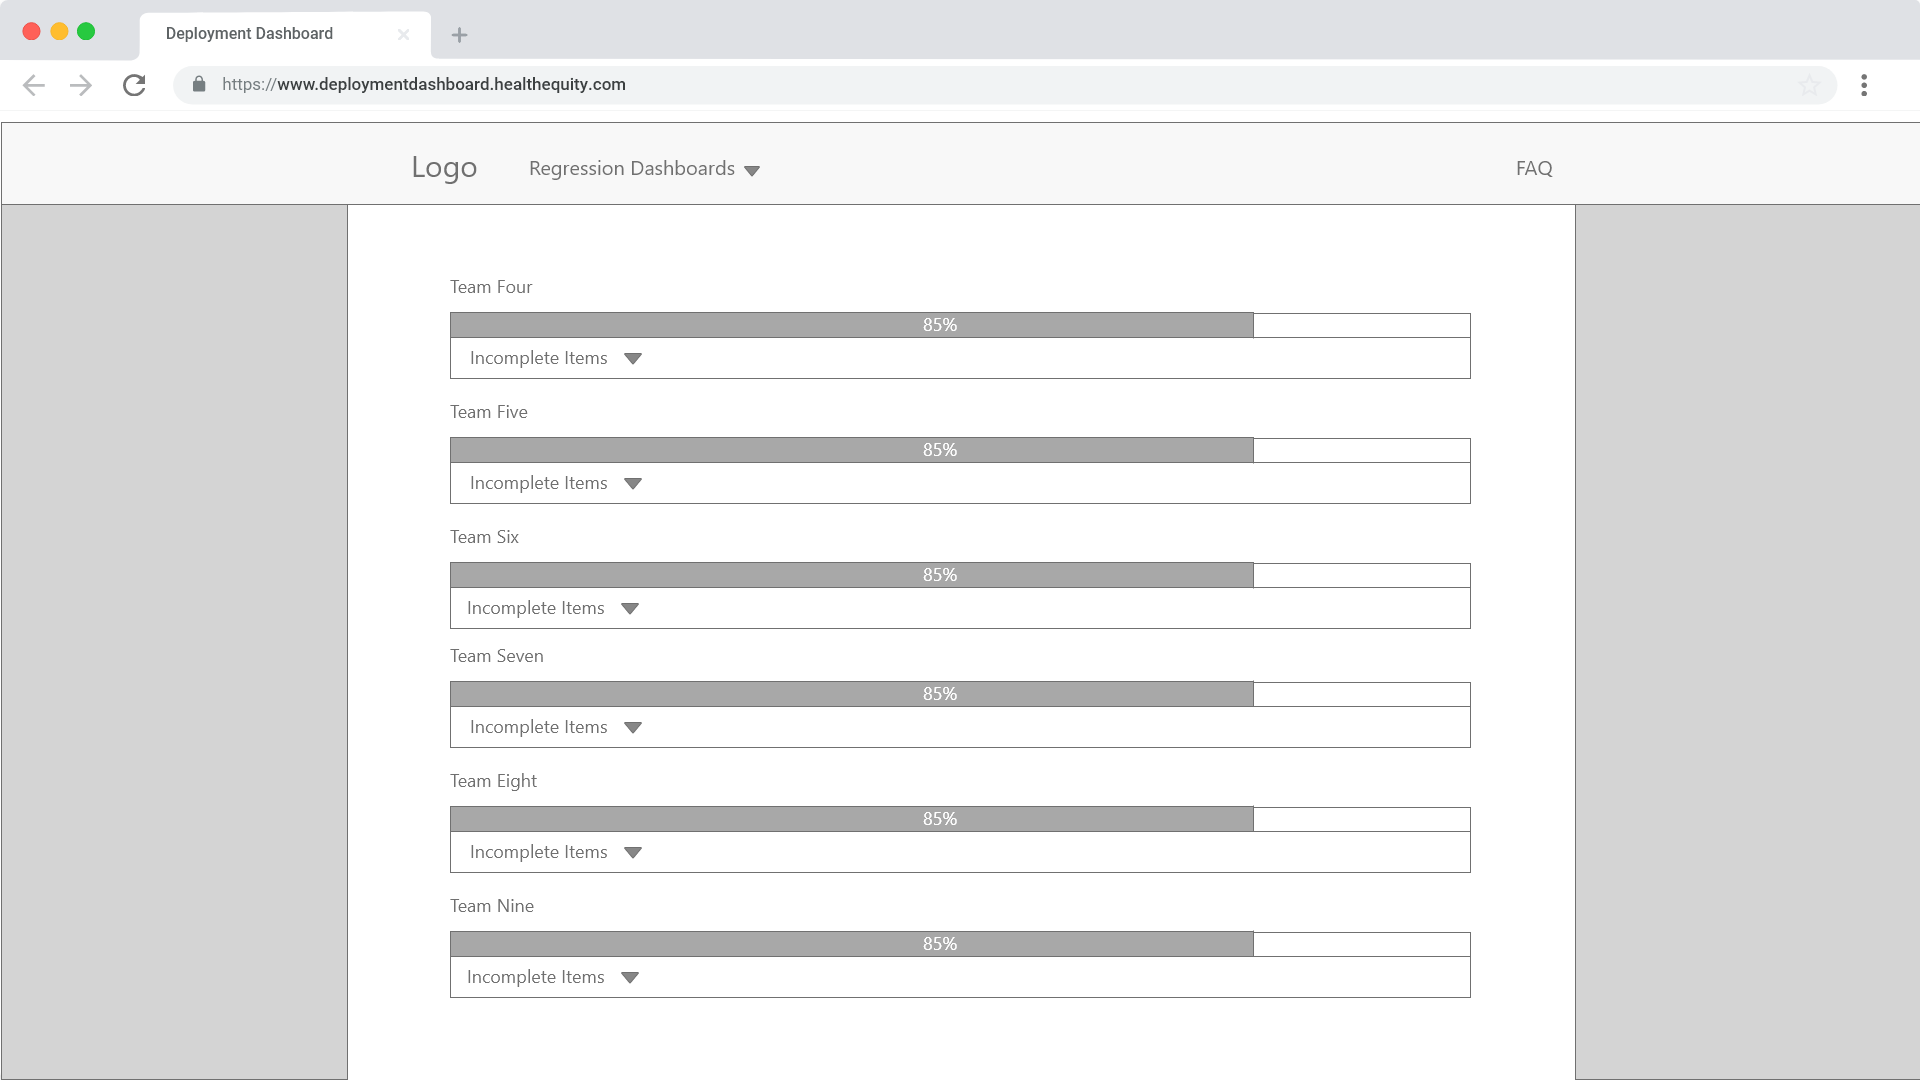 Deployment Dashboard
https://www.deploymentdashboard.healthequity.com
Logo Regression Dashboards FAQ
Team Four
85%
Incomplete Items
Team Five
85%
Incomplete Items
Team Six
85%
Incomplete Items
Team Seven
85%
Incomplete Items
Team Eight
85%
Incomplete Items
Team Nine
85%
Incomplete Items